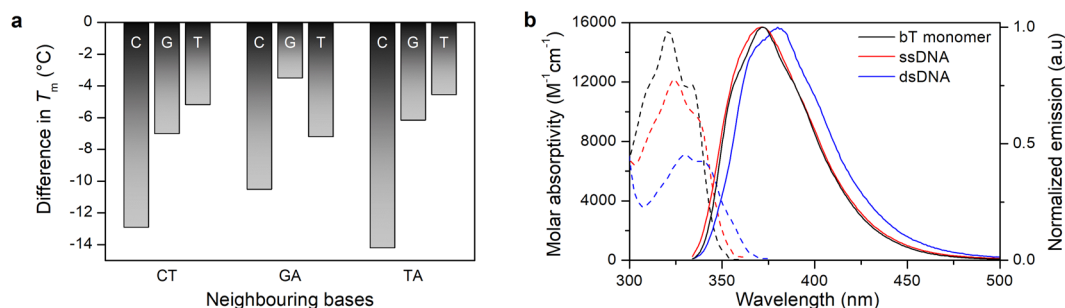 a
Difference in Tm (°C)
0
-2
-4
-6
-8
-10
-12
-14
C G T
C G T
C G T
CT GA TA
Neighbouring bases
b
Molar absorptivity (M⁻¹cm⁻¹)
16000
12000
8000
4000
0
bT monomer
ssDNA
dsDNA
1.0
0.5
0.0
Normalized emission (a.u)
300 350 400 450 500
Wavelength (nm)